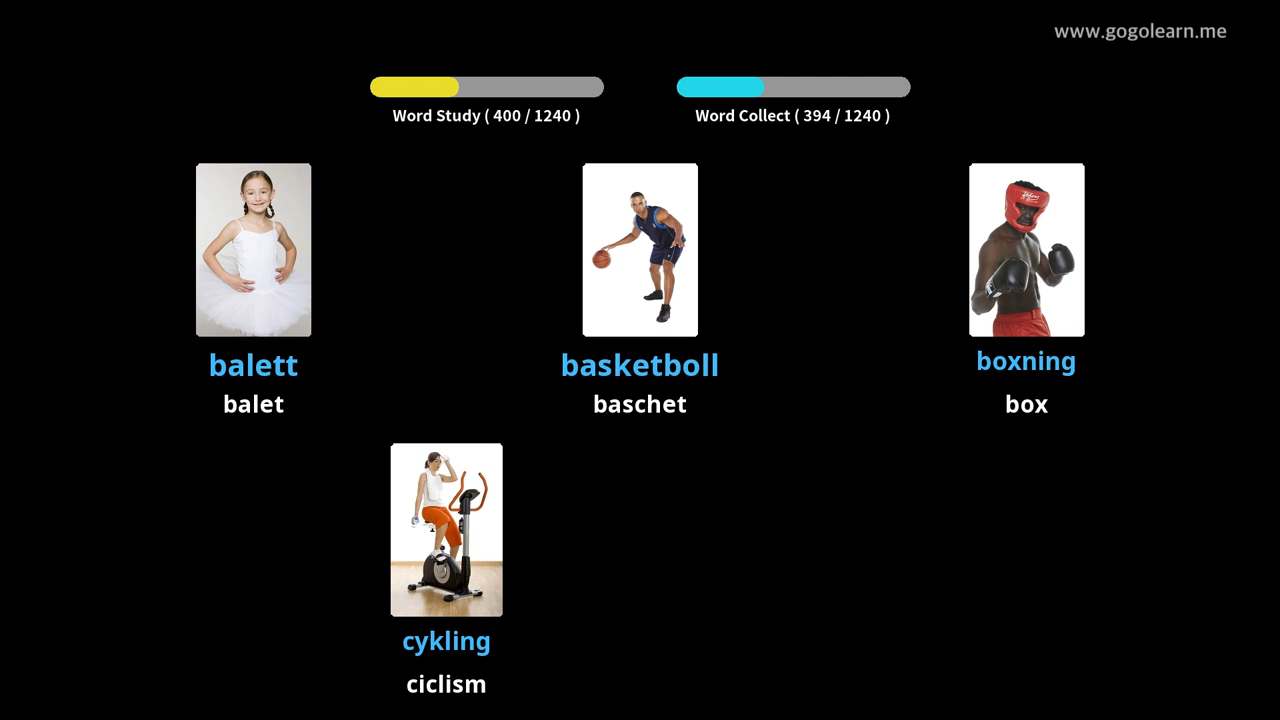 www.gogolearn.me
Word Study ( 400 / 1240 )
Word Collect ( 394 / 1240 )
balett
balet
basketboll
baschet
boxning
box
cykling
ciclism